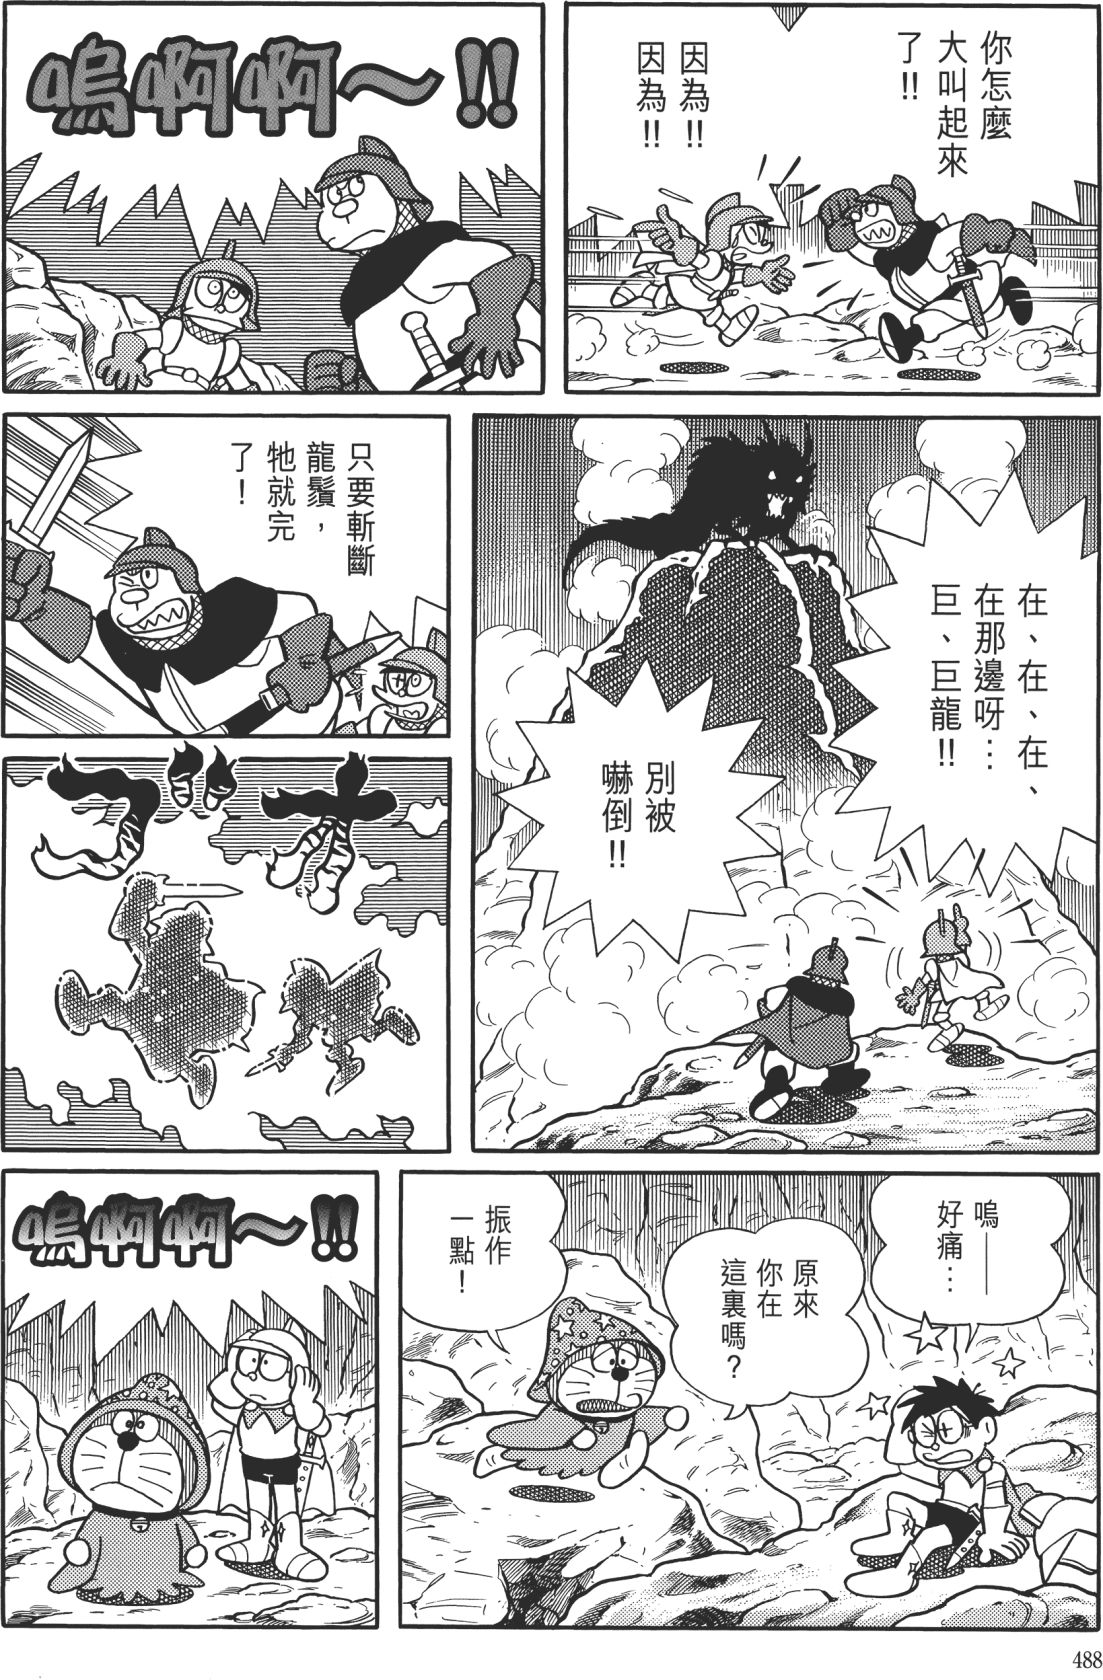 你怎麼
大叫起來
了!!
因為!!
因為!!
嗚啊啊～!!
在、在、在、
在那邊呀…
巨、巨龍!!
別被
嚇倒!!
只要斬斷
龍鬚，
牠就完
了！
嗚——
好痛…
原來
你在
這裏嗎？
振作
一點！
嗚啊啊～!!
488